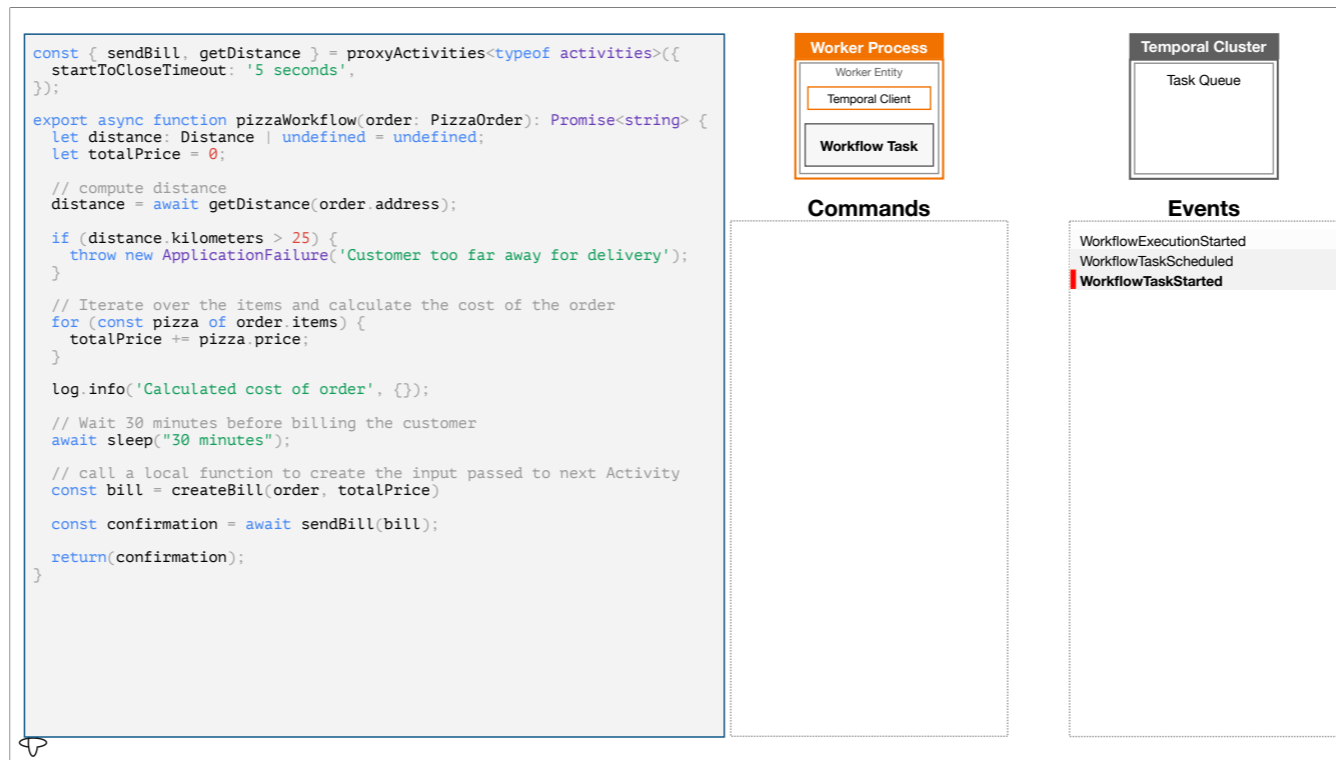 const { sendBill, getDistance } = proxyActivities<typeof activities>({
  startToCloseTimeout: '5 seconds',
});
export async function pizzaWorkflow(order: PizzaOrder): Promise<string> {
  let distance: Distance | undefined = undefined;
  let totalPrice = 0;
  // compute distance
  distance = await getDistance(order.address);
  if (distance.kilometers > 25) {
    throw new ApplicationFailure('Customer too far away for delivery');
  }
  // Iterate over the items and calculate the cost of the order
  for (const pizza of order.items) {
    totalPrice += pizza.price;
  }
  log.info('Calculated cost of order', {});
  // Wait 30 minutes before billing the customer
  await sleep("30 minutes");
  // call a local function to create the input passed to next Activity
  const bill = createBill(order, totalPrice)
  const confirmation = await sendBill(bill);
  return(confirmation);
}
Worker Process
Worker Entity
Temporal Client
Workflow Task
Temporal Cluster
Task Queue
Commands
Events
WorkflowExecutionStarted
WorkflowTaskScheduled
WorkflowTaskStarted